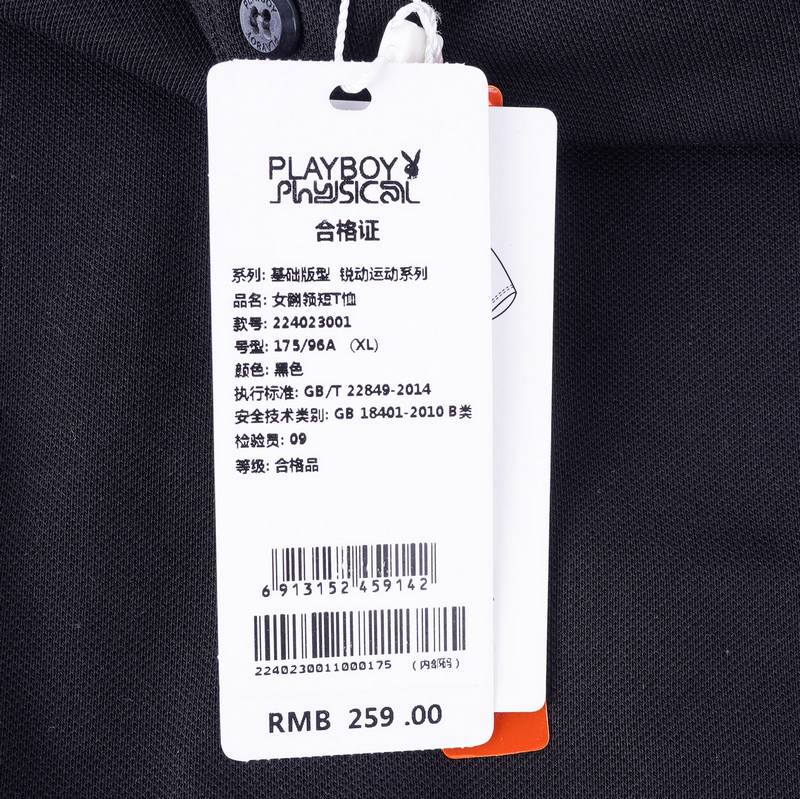 PLAYBOY
PLAYBOY
PLAYBOY
Physical
合格证
系列: 基础版型 锐动运动系列
品名: 女翻领短T恤
款号: 224023001
号型: 175/96A (XL)
颜色: 黑色
执行标准: GB/T 22849-2014
安全技术类别: GB 18401-2010 B类
检验员: 09
等级: 合格品
6 913152 459142
2240230011000175 (内部码)
RMB 259 .00